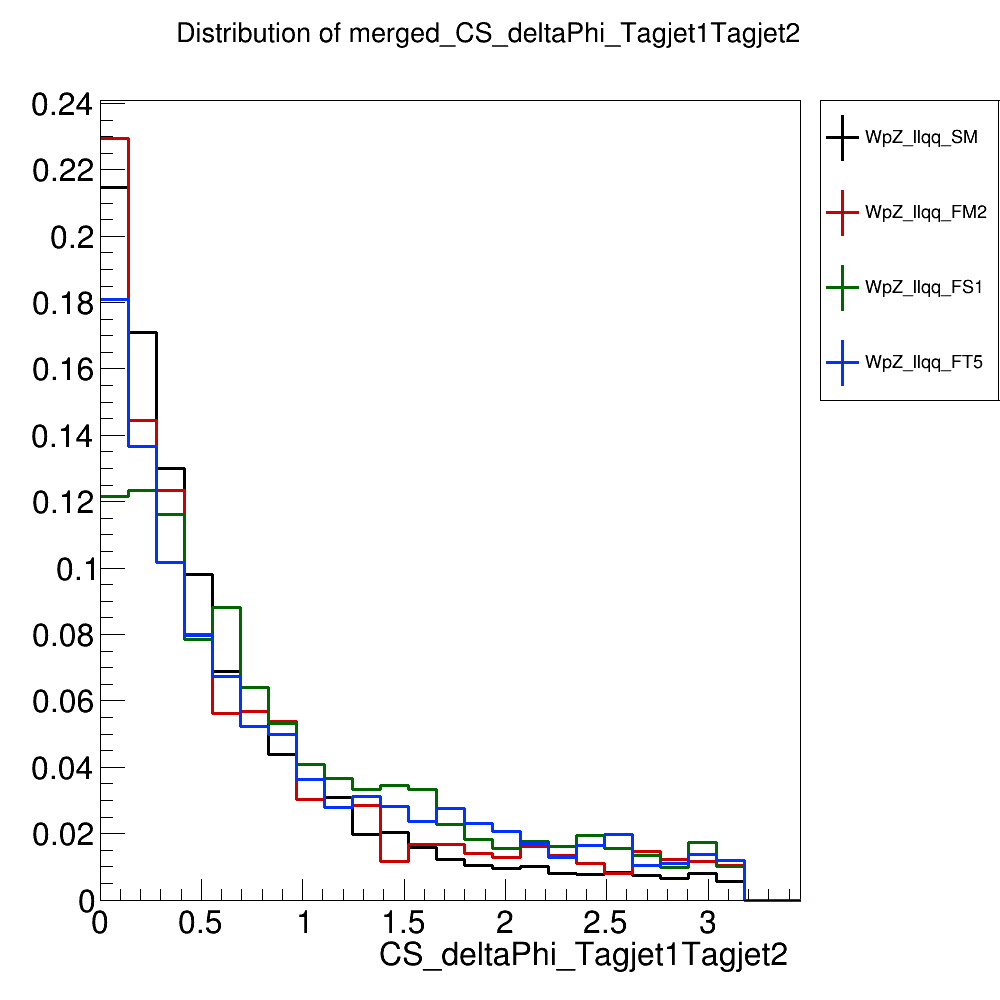 Distribution of merged_CS_deltaPhi_Tagjet1Tagjet2
0.24
0.22
0.2
0.18
0.16
0.14
0.12
0.1
0.08
0.06
0.04
0.02
0
0 0.5 1 1.5 2 2.5 3
CS_deltaPhi_Tagjet1Tagjet2
WpZ_llqq_SM
WpZ_llqq_FM2
WpZ_llqq_FS1
WpZ_llqq_FT5